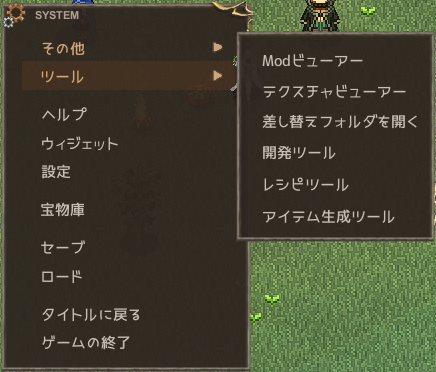 SYSTEM
その他
ツール
ヘルプ
ウィジェット
設定
宝物庫
セーブ
ロード
タイトルに戻る
ゲームの終了
Modビューアー
テクスチャビューアー
差し替えフォルダを開く
開発ツール
レシピツール
アイテム生成ツール